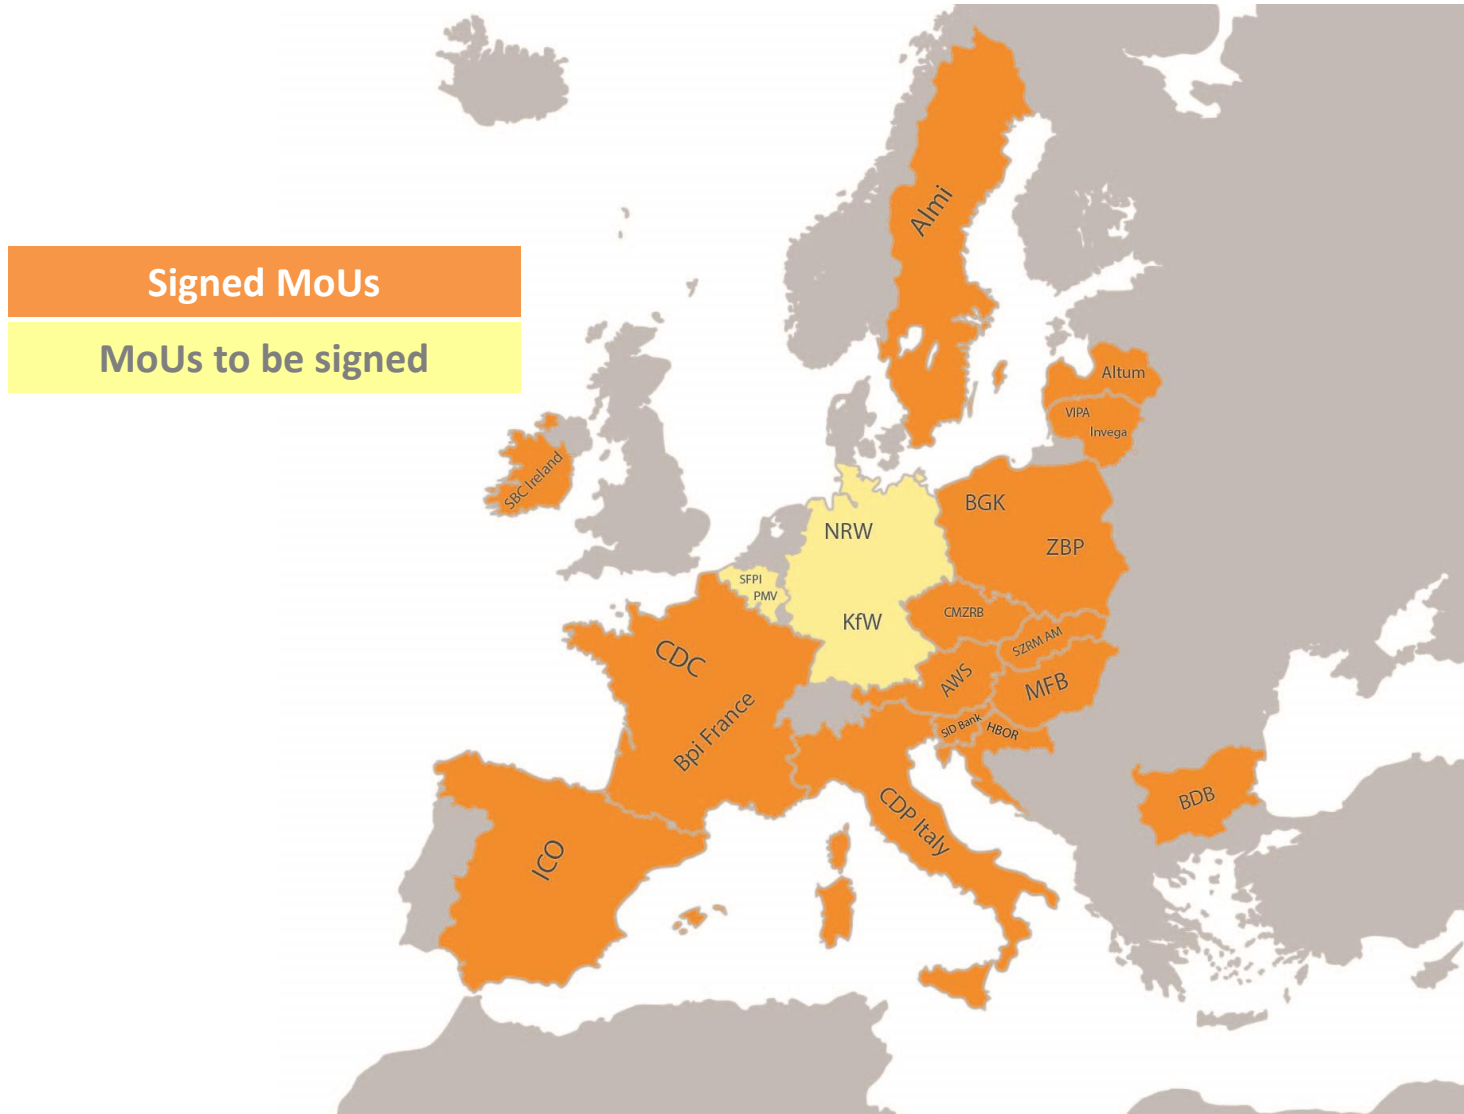 Signed MoUs
MoUs to be signed
Almi
Altum
VIPA
Invega
SBC Ireland
BGK
ZBP
NRW
KfW
SFPI
PMV
CMZRB
SZRM AM
AWS
MFB
SID Bank
HBOR
CDC
Bpi France
CDP Italy
BDB
ICO